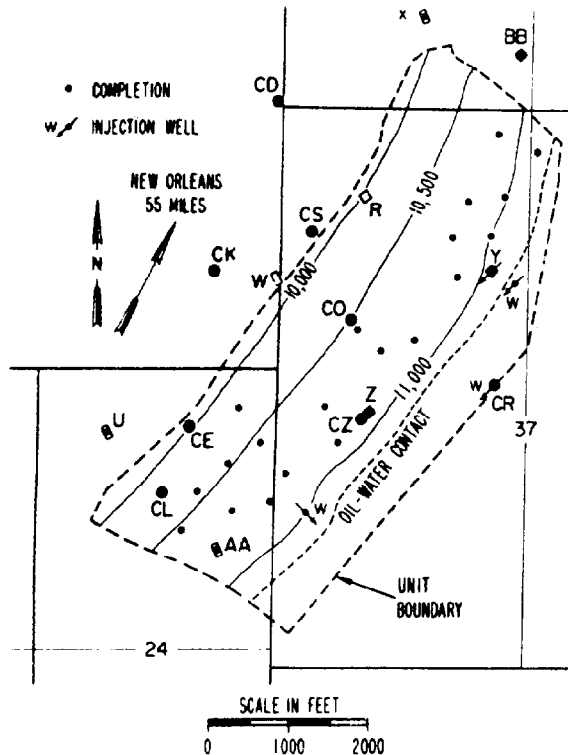 x
BB
CD
COMPLETION
W INJECTION WELL
NEW ORLEANS
55 MILES
N
CS
R
10,500
CK
W
10,000
Y
W
CO
11,000
Z
CZ
W
CR
U
CE
37
OIL-WATER CONTACT
CL
W
AA
UNIT
BOUNDARY
24
SCALE IN FEET
0 1000 2000